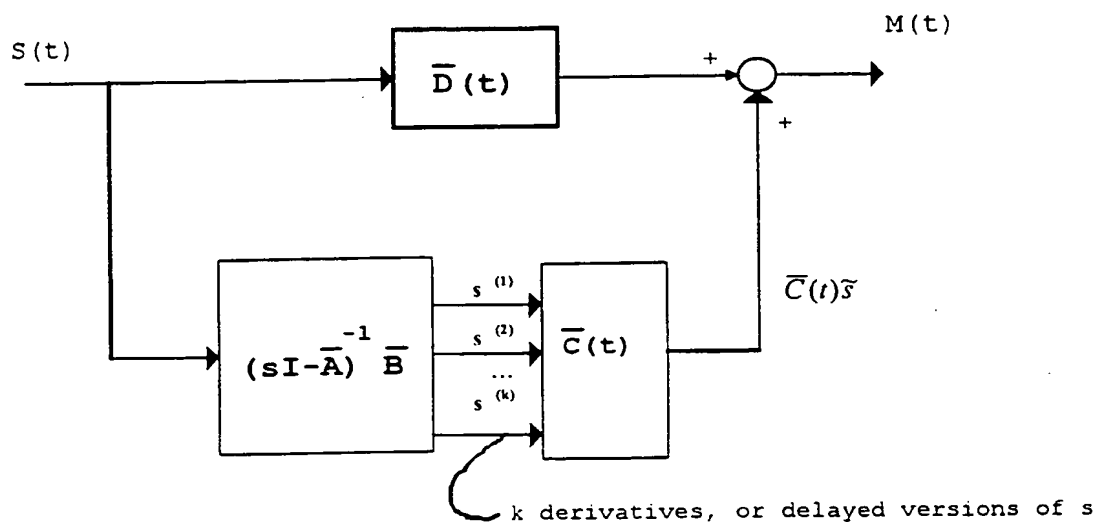 M(t)
S(t)
+
D̅(t)
+
C̅(t)s̃
s (1)
s (2)
...
s (k)
(sI-A̅)⁻¹ B̅
C̅(t)
k derivatives, or delayed versions of s